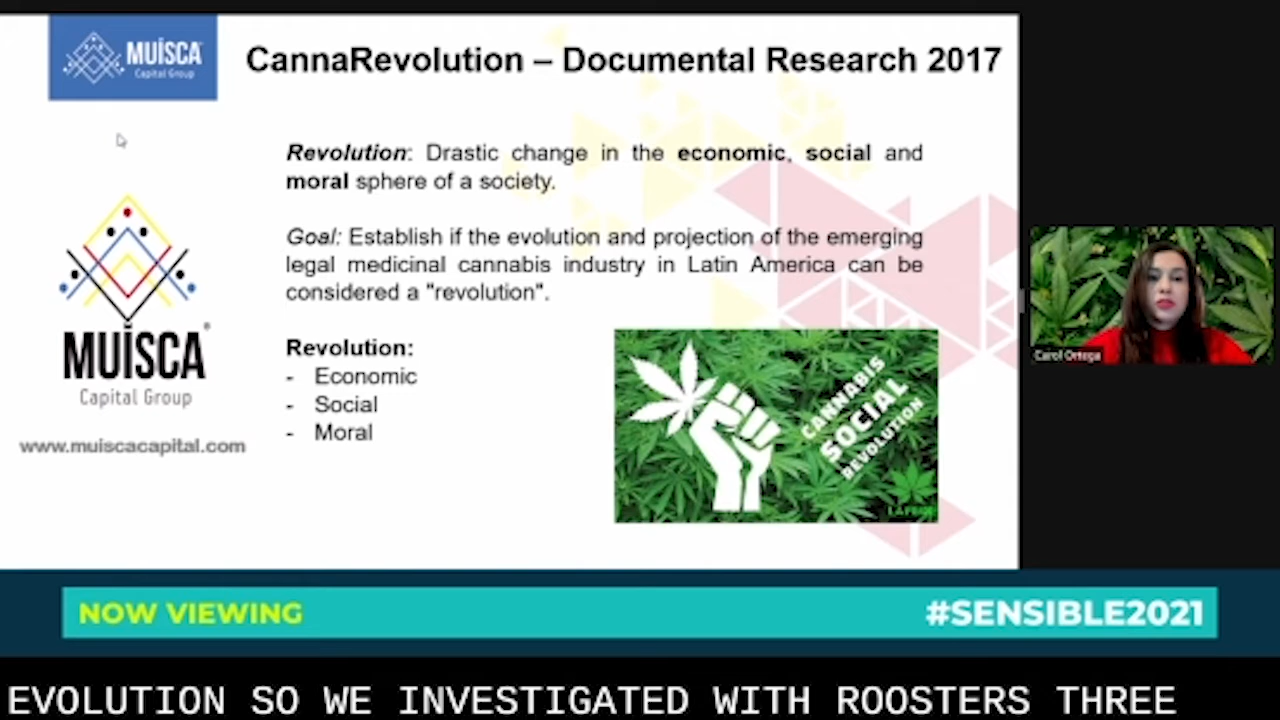 MUÏSCA
Capital Group
CannaRevolution – Documental Research 2017
Revolution: Drastic change in the economic, social and
moral sphere of a society.
Goal: Establish if the evolution and projection of the emerging
legal medicinal cannabis industry in Latin America can be
considered a "revolution".
Revolution:
- Economic
- Social
- Moral
MUÏSCA®
Capital Group
www.muiscacapital.com
CANNABIS
SOCIAL
REVOLUTION
Carol Ortega
NOW VIEWING
#SENSIBLE2021
EVOLUTION SO WE INVESTIGATED WITH ROOSTERS THREE